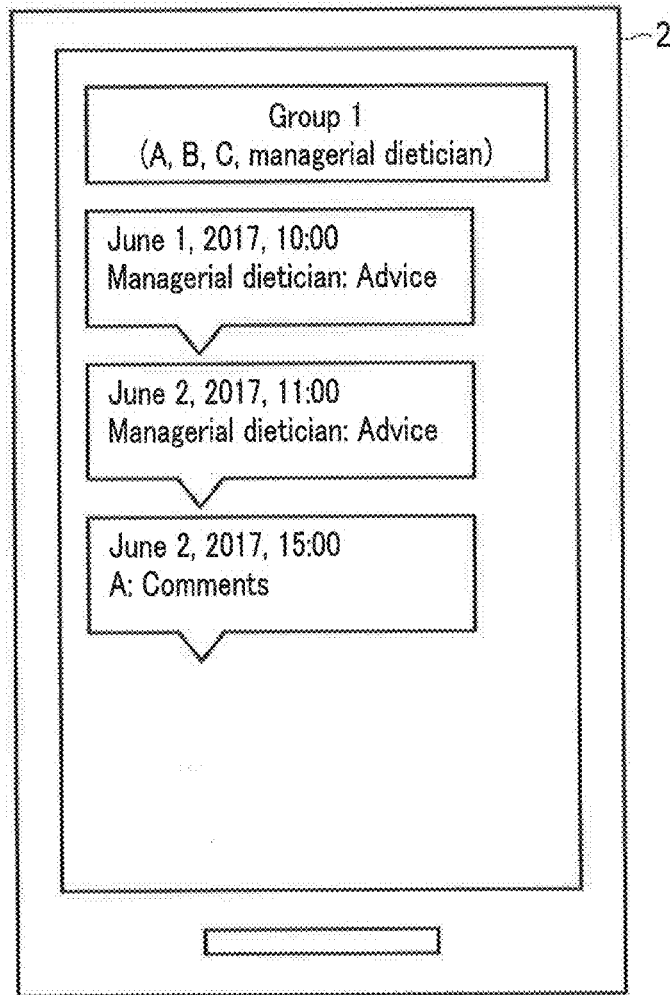 2
Group 1
(A, B, C, managerial dietician)
June 1, 2017, 10:00
Managerial dietician: Advice
June 2, 2017, 11:00
Managerial dietician: Advice
June 2, 2017, 15:00
A: Comments